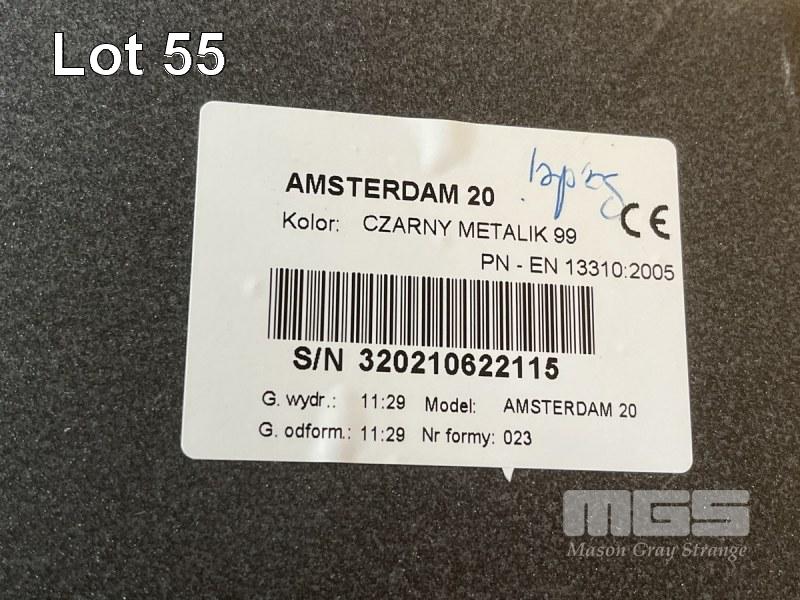 Lot 55
AMSTERDAM 20
CE
Kolor: CZARNY METALIK 99
PN - EN 13310:2005
S/N 320210622115
G. wydr.: 11:29 Model: AMSTERDAM 20
G. odform.: 11:29 Nr formy: 023
MGS
Mason Gray Strange